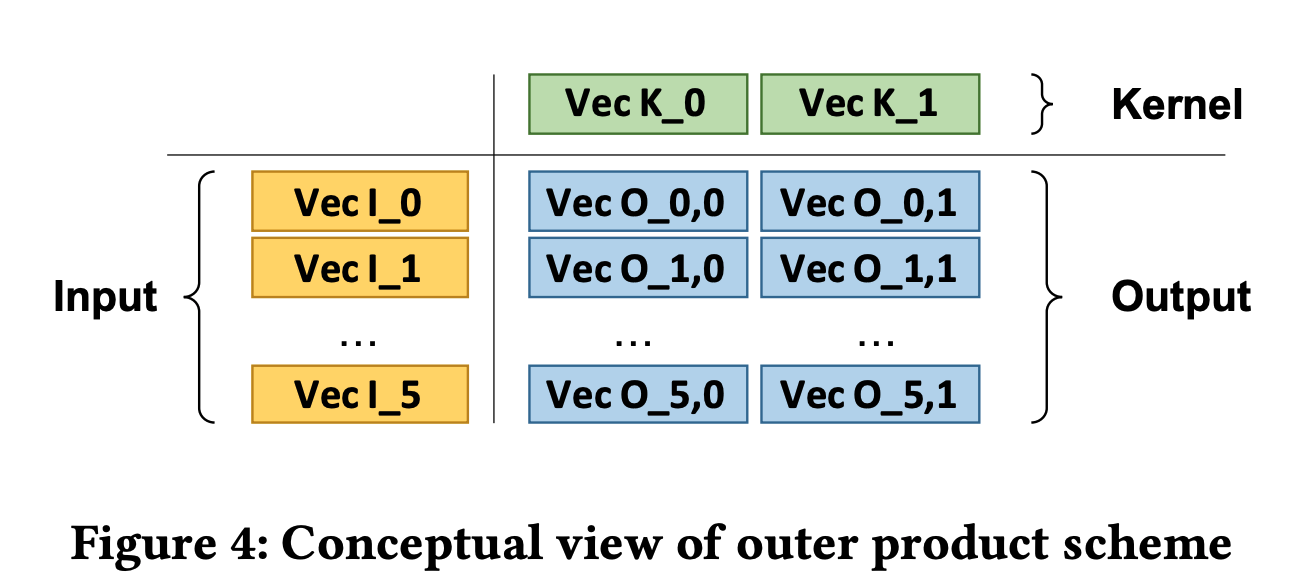 Vec K_0 Vec K_1 Kernel
Vec I_0 Vec O_0,0 Vec O_0,1
Vec I_1 Vec O_1,0 Vec O_1,1
Input Output
... ... ...
Vec I_5 Vec O_5,0 Vec O_5,1
Figure 4: Conceptual view of outer product scheme